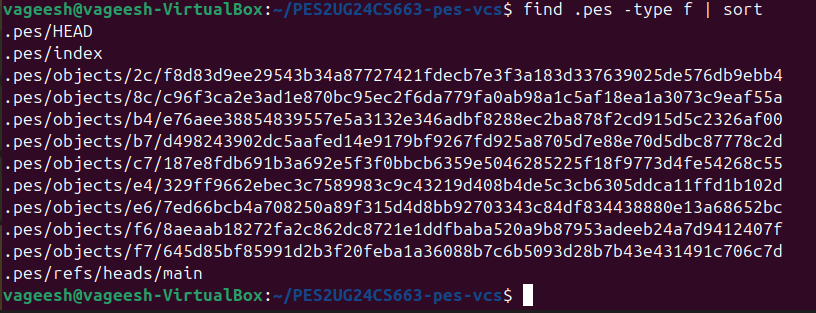 vageesh@vageesh-VirtualBox:~/PES2UG24CS663-pes-vcs$ find .pes -type f | sort
.pes/HEAD
.pes/index
.pes/objects/2c/f8d83d9ee29543b34a87727421fdecb7e3f3a183d337639025de576db9ebb4
.pes/objects/8c/c96f3ca2e3ad1e870bc95ec2f6da779fa0ab98a1c5af18ea1a3073c9eaf55a
.pes/objects/b4/e76aee38854839557e5a3132e346adbf8288ec2ba878f2cd915d5c2326af00
.pes/objects/b7/d498243902dc5aafed14e9179bf9267fd925a8705d7e88e70d5dbc87778c2d
.pes/objects/c7/187e8fdb691b3a692e5f3f0bbcb6359e5046285225f18f9773d4fe54268c55
.pes/objects/e4/329ff9662ebec3c7589983c9c43219d408b4de5c3cb6305ddca11ffd1b102d
.pes/objects/e6/7ed66bcb4a708250a89f315d4d8bb92703343c84df834438880e13a68652bc
.pes/objects/f6/8aeaab18272fa2c862dc8721e1ddfbaba520a9b87953adeeb24a7d9412407f
.pes/objects/f7/645d85bf85991d2b3f20feba1a36088b7c6b5093d28b7b43e431491c706c7d
.pes/refs/heads/main
vageesh@vageesh-VirtualBox:~/PES2UG24CS663-pes-vcs$